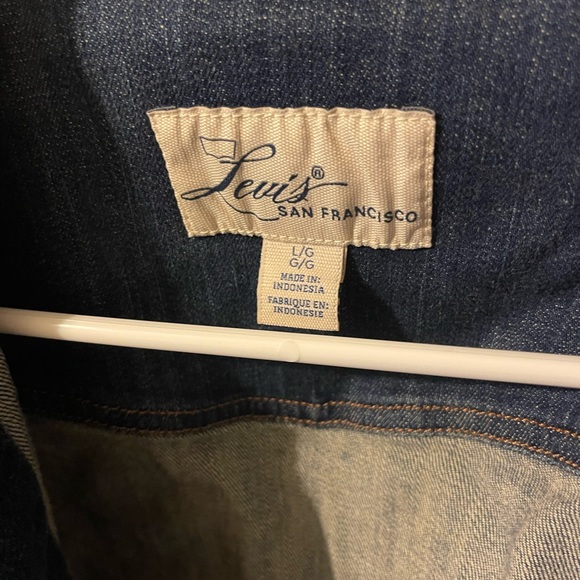 Levi's®
SAN FRANCISCO
L/G
G/G
MADE IN:
INDONESIA
FABRIQUE EN:
INDONESIE